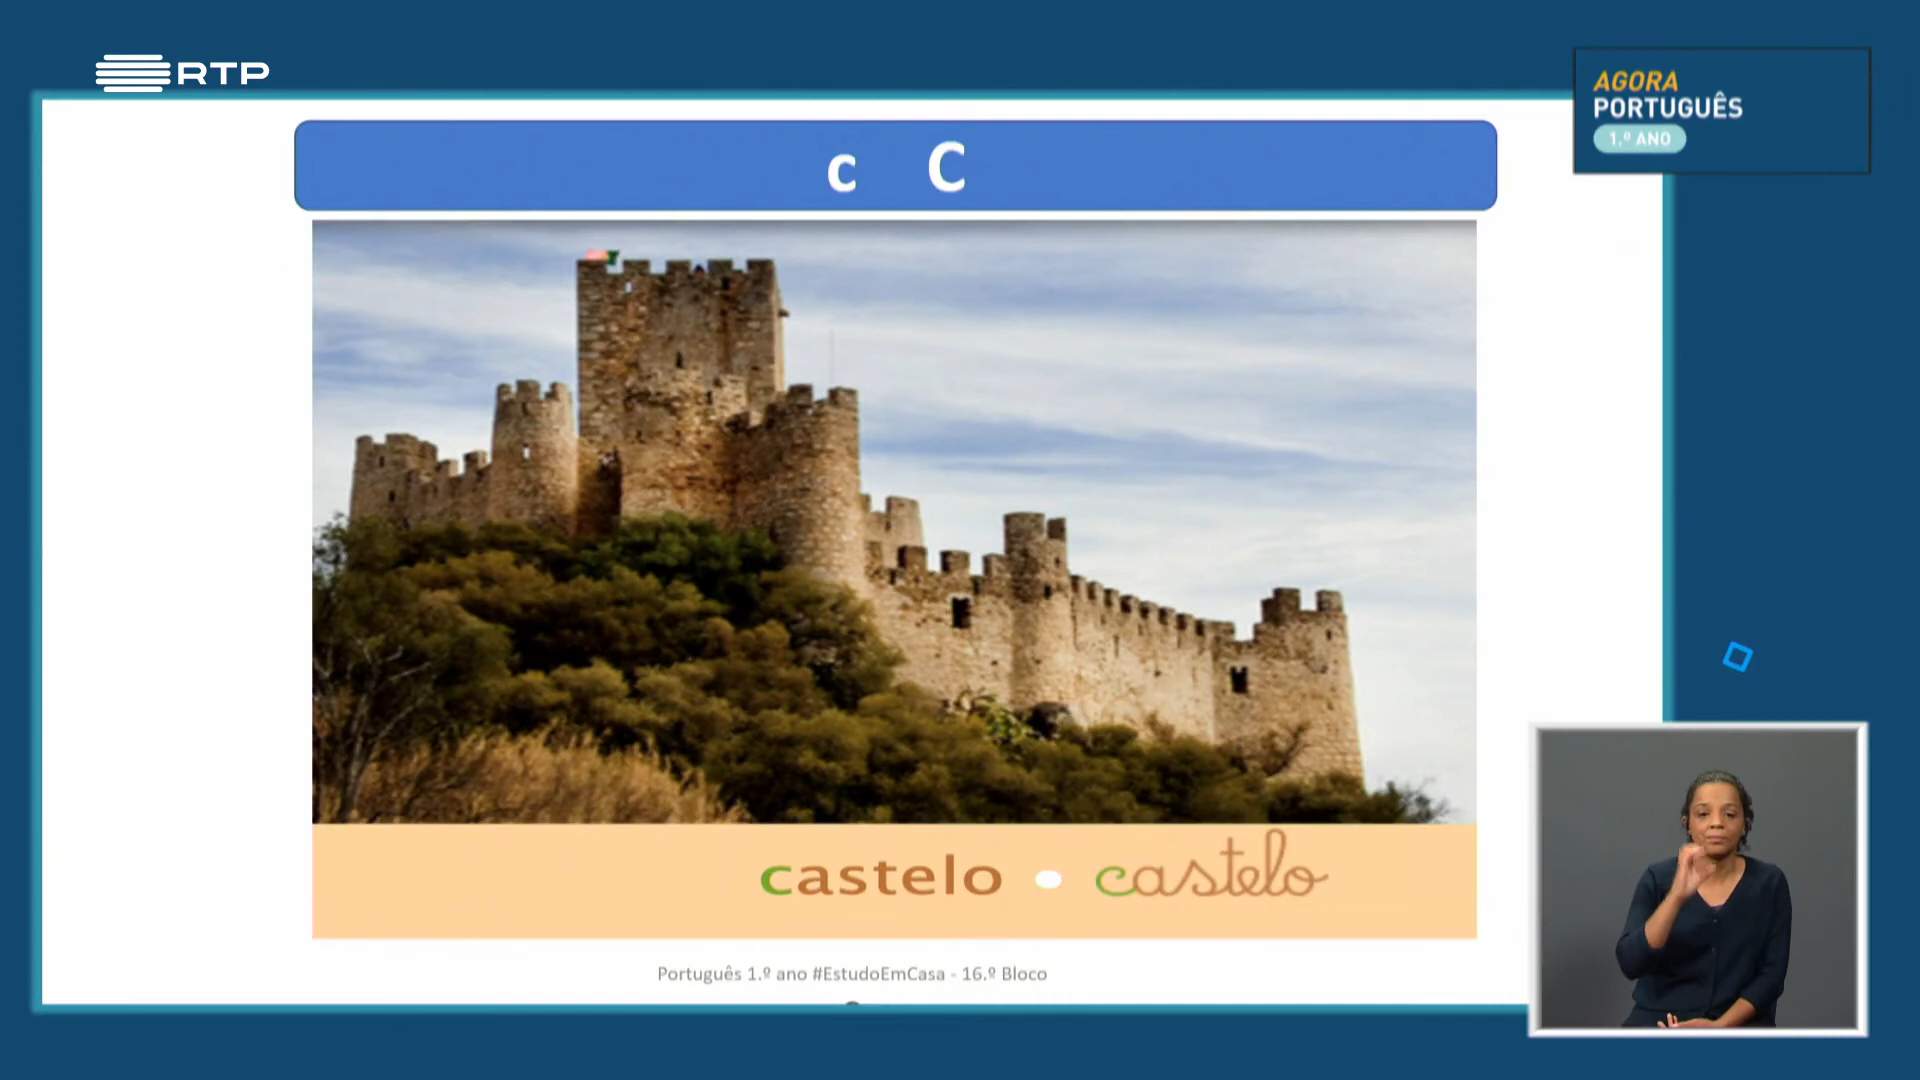 RTP
AGORA
PORTUGUÊS
1.º ANO
c C
castelo • castelo
Português 1.º ano #EstudoEmCasa - 16.º Bloco